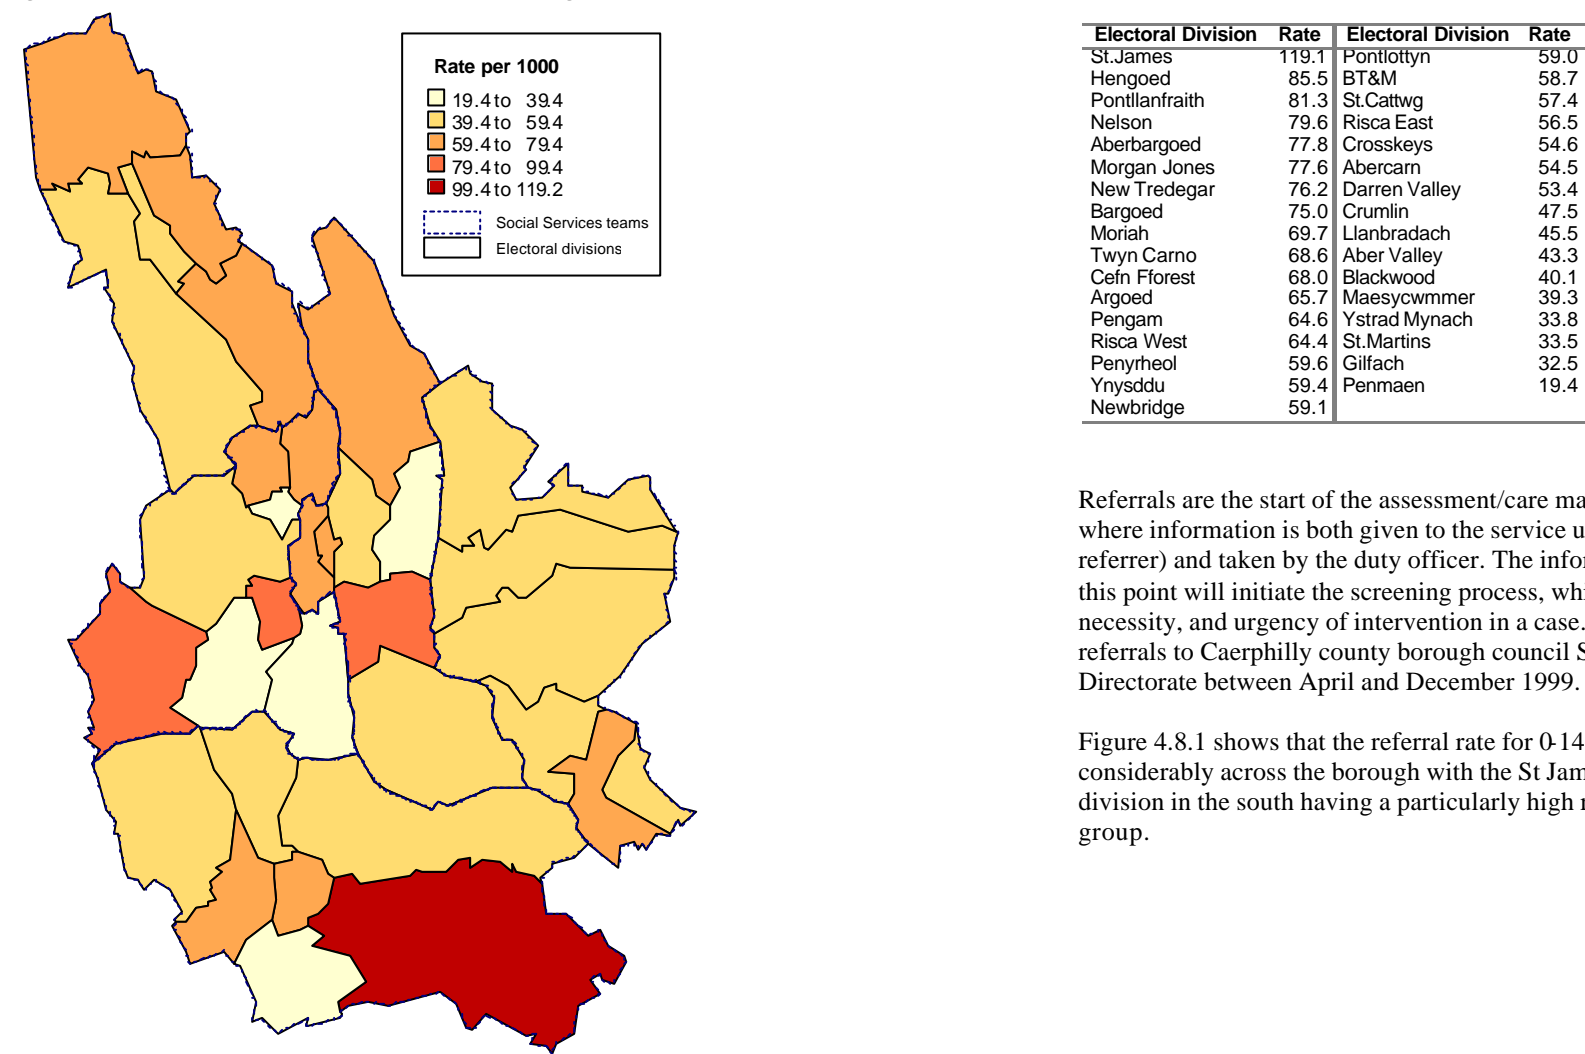 Rate per 1000
19.4 to 39.4
39.4 to 59.4
59.4 to 79.4
79.4 to 99.4
99.4 to 119.2
Social Services teams
Electoral divisions
Electoral Division Rate Electoral Division Rate
St.James 119.1 Pontlottyn 59.0
Hengoed 85.5 BT&M 58.7
Pontllanfraith 81.3 St.Cattwg 57.4
Nelson 79.6 Risca East 56.5
Aberbargoed 77.8 Crosskeys 54.6
Morgan Jones 77.6 Abercarn 54.5
New Tredegar 76.2 Darren Valley 53.4
Bargoed 75.0 Crumlin 47.5
Moriah 69.7 Llanbradach 45.5
Twyn Carno 68.6 Aber Valley 43.3
Cefn Fforest 68.0 Blackwood 40.1
Argoed 65.7 Maesycwmmer 39.3
Pengam 64.6 Ystrad Mynach 33.8
Risca West 64.4 St.Martins 33.5
Penyrheol 59.6 Gilfach 32.5
Ynysddu 59.4 Penmaen 19.4
Newbridge 59.1
Referrals are the start of the assessment/care ma
where information is both given to the service u
referrer) and taken by the duty officer. The infor
this point will initiate the screening process, whi
necessity, and urgency of intervention in a case.
referrals to Caerphilly county borough council S
Directorate between April and December 1999.
Figure 4.8.1 shows that the referral rate for 0-14
considerably across the borough with the St Jam
division in the south having a particularly high r
group.